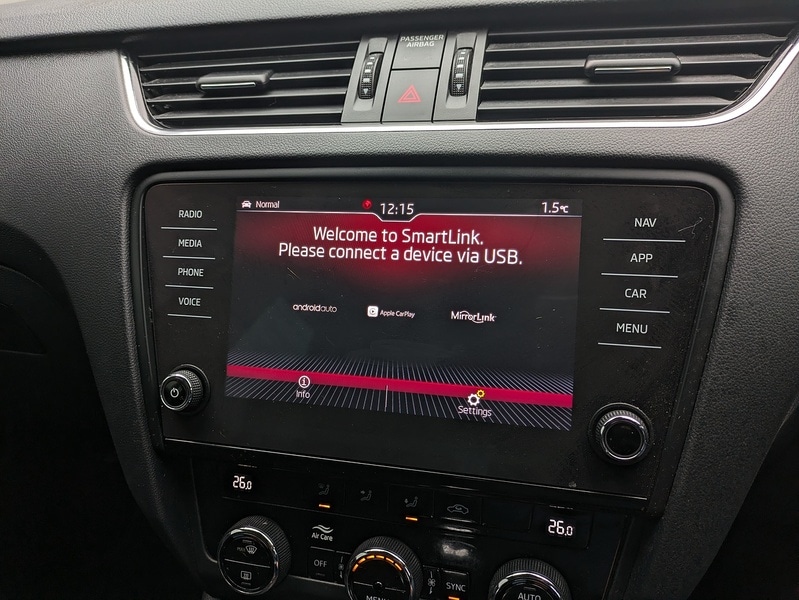 PASSENGER
AIRBAG
RADIO
MEDIA
PHONE
VOICE
Normal
12:15
1.5°C
Welcome to SmartLink.
Please connect a device via USB.
androidauto
Apple CarPlay
MirrorLink
Info
Settings
NAV
APP
CAR
MENU
26.0
26.0
Air Care
OFF
MENU
SYNC
AUTO